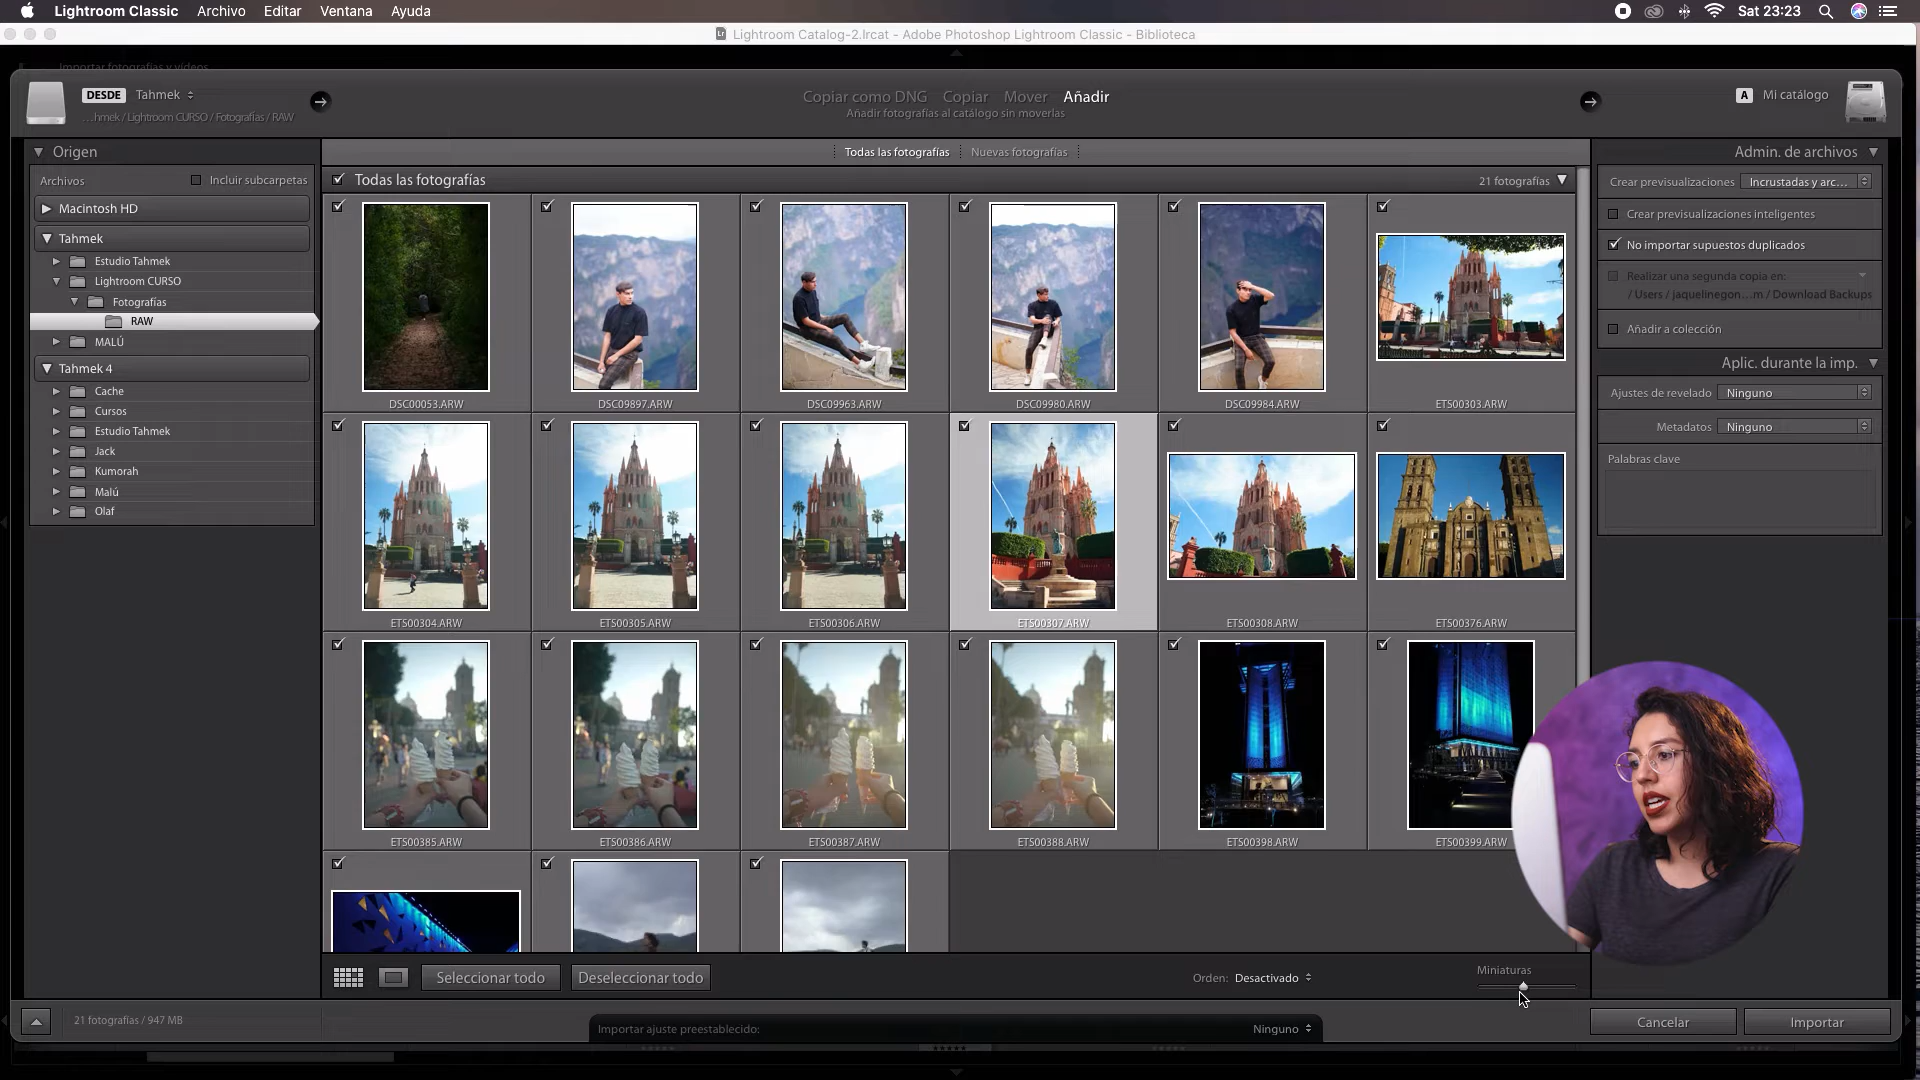 Lightroom Classic Archivo Editar Ventana Ayuda Sat 23:23
Lightroom Catalog-2.lrcat - Adobe Photoshop Lightroom Classic - Biblioteca
Importar fotografías y vídeos
DESDE Tahmek
…hmek / Lightroom CURSO / Fotografías / RAW
Copiar como DNG Copiar Mover Añadir
Añadir fotografías al catálogo sin moverlas
A Mi catálogo
Origen
Archivos Incluir subcarpetas
Macintosh HD
Tahmek
Estudio Tahmek
Lightroom CURSO
Fotografías
RAW
MALÚ
Tahmek 4
Cache
Cursos
Estudio Tahmek
Jack
Kumorah
Malú
Olaf
Todas las fotografías Nuevas fotografías
Todas las fotografías 21 fotografías
DSC00053.ARW DSC09897.ARW DSC09963.ARW DSC09980.ARW DSC09984.ARW ETS00303.ARW
ETS00304.ARW ETS00305.ARW ETS00306.ARW ETS00307.ARW ETS00308.ARW ETS00376.ARW
ETS00385.ARW ETS00386.ARW ETS00387.ARW ETS00388.ARW ETS00398.ARW ETS00399.ARW
Seleccionar todo Deseleccionar todo Orden: Desactivado Miniaturas
Admin. de archivos
Crear previsualizaciones Incrustadas y arc...
Crear previsualizaciones inteligentes
No importar supuestos duplicados
Realizar una segunda copia en:
/ Users / jaquelinegon…m / Download Backups
Añadir a colección
Aplic. durante la imp.
Ajustes de revelado Ninguno
Metadatos Ninguno
Palabras clave
21 fotografías / 947 MB
Importar ajuste preestablecido: Ninguno
Cancelar Importar